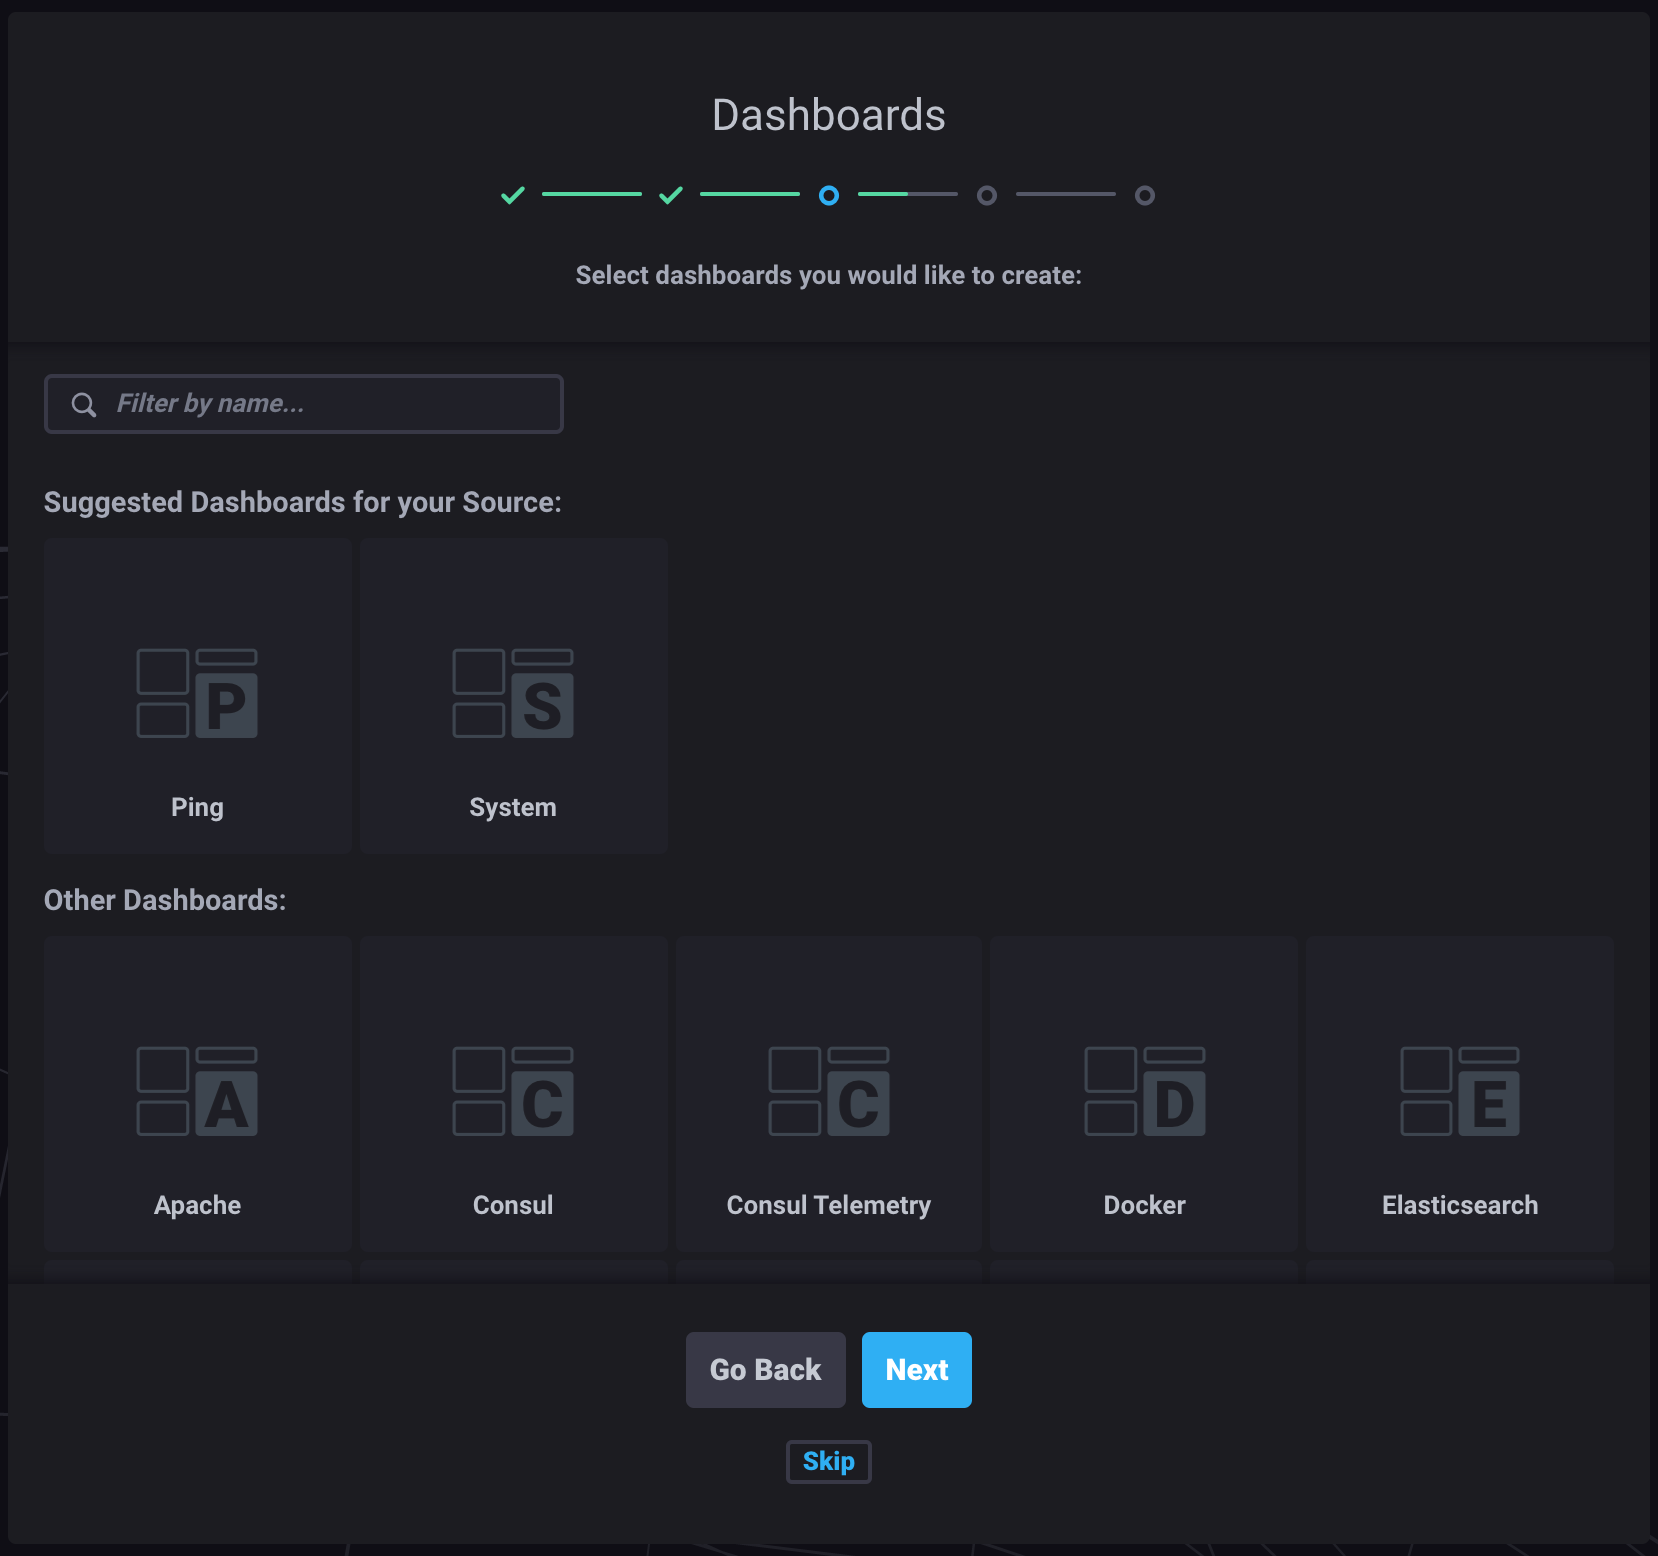 Dashboards
Select dashboards you would like to create:
Filter by name...
Suggested Dashboards for your Source:
P
S
Ping
System
Other Dashboards:
A
C
C
D
E
Apache
Consul
Consul Telemetry
Docker
Elasticsearch
Go Back
Next
Skip